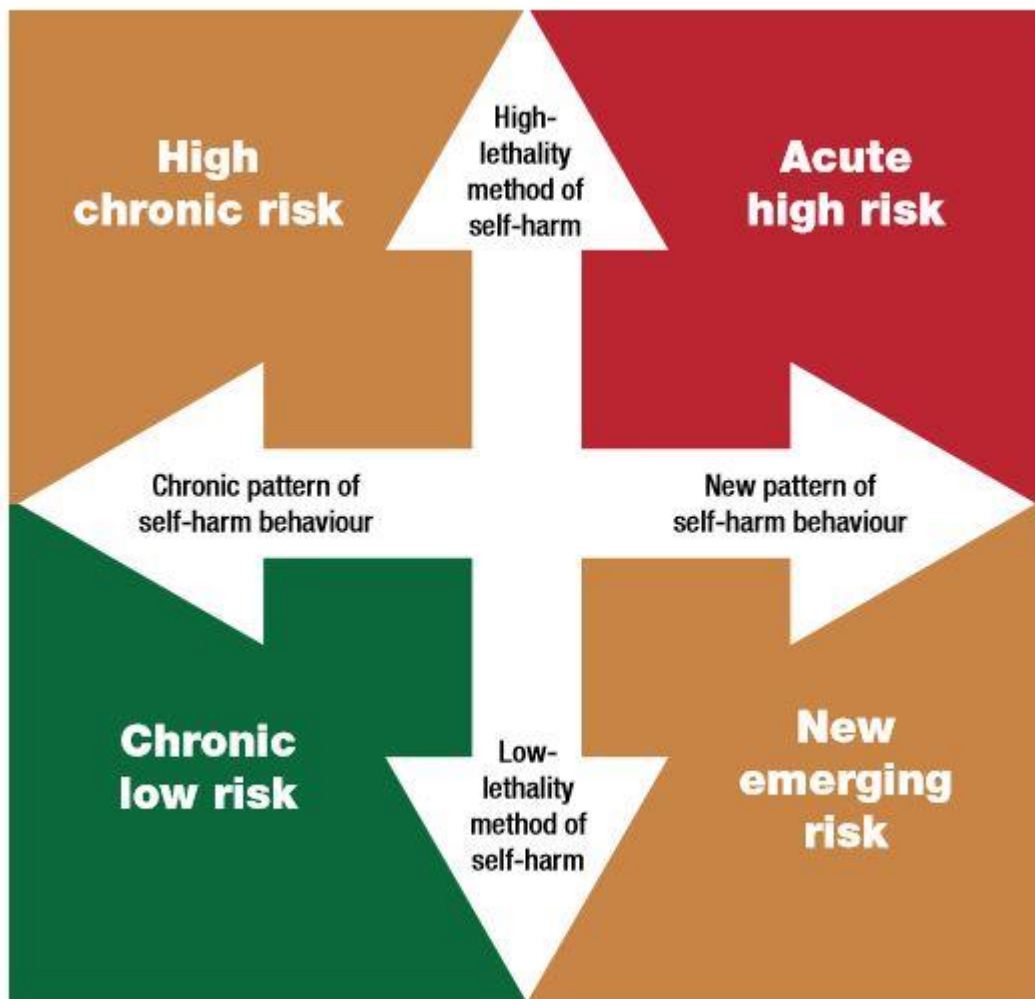 High
chronic risk
High-
lethality
method of
self-harm
Acute
high risk
Chronic pattern of
self-harm behaviour
New pattern of
self-harm behaviour
Chronic
low risk
Low-
lethality
method of
self-harm
New
emerging
risk